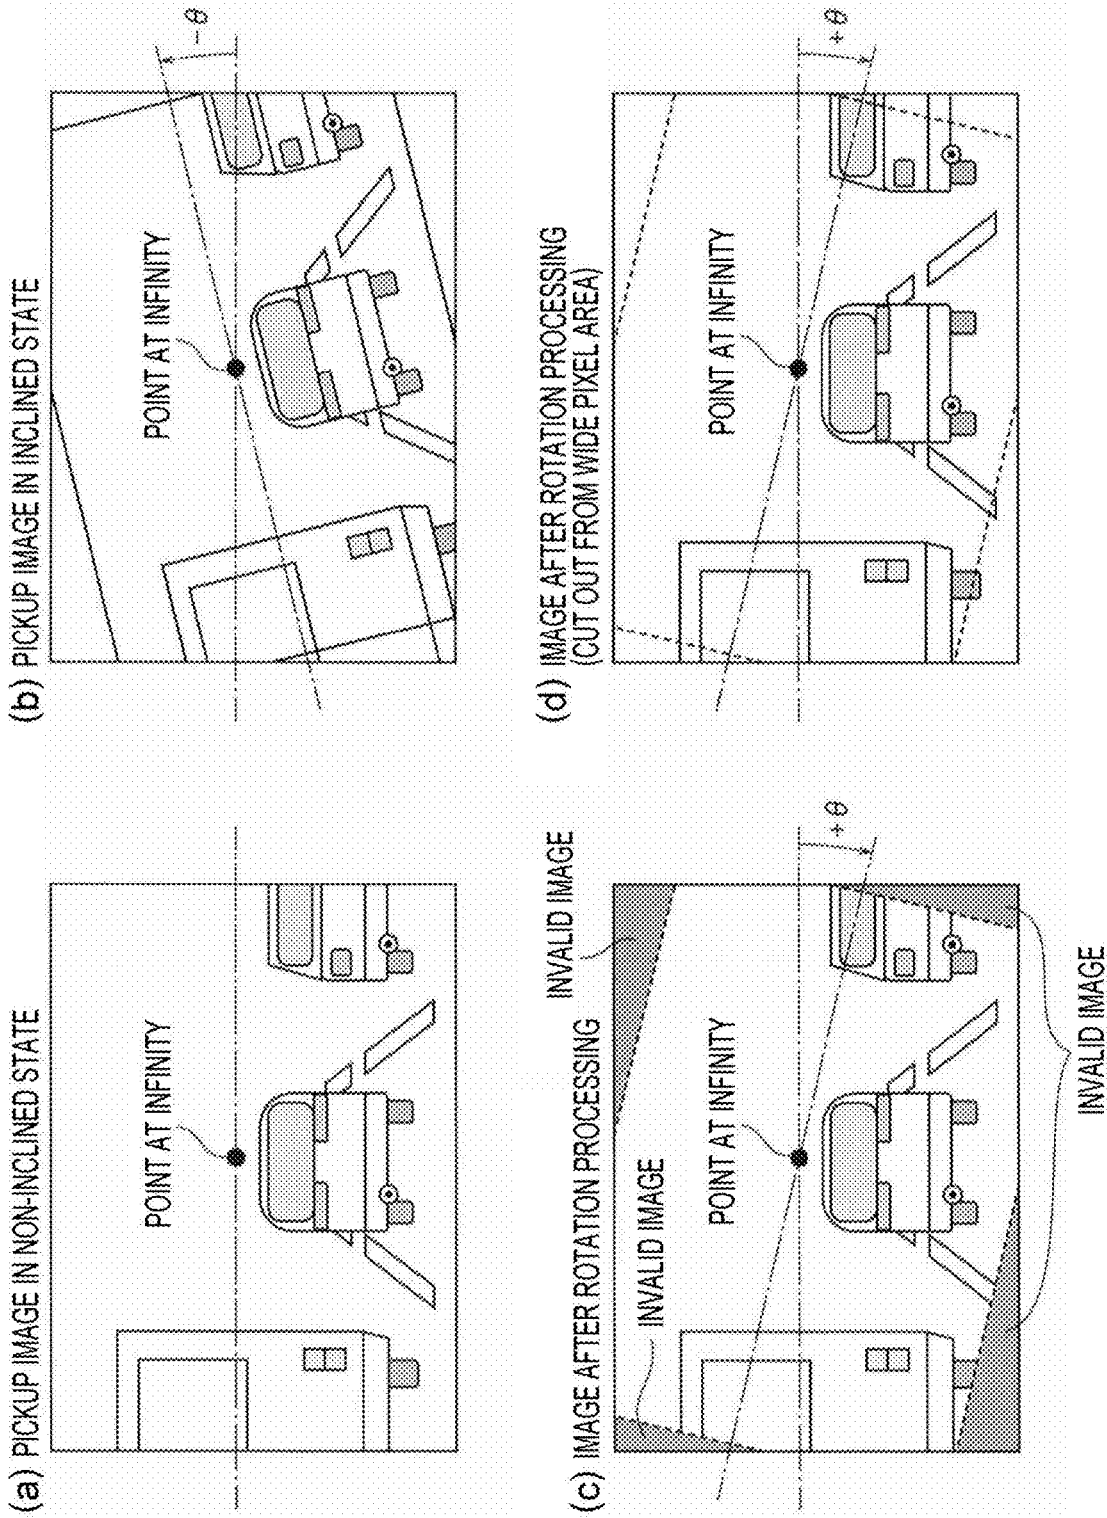 (a) PICKUP IMAGE IN NON-INCLINED STATE
POINT AT INFINITY
(b) PICKUP IMAGE IN INCLINED STATE
POINT AT INFINITY
-θ
(c) IMAGE AFTER ROTATION PROCESSING
INVALID IMAGE
INVALID IMAGE
POINT AT INFINITY
+θ
INVALID IMAGE
(d) IMAGE AFTER ROTATION PROCESSING
(CUT OUT FROM WIDE PIXEL AREA)
POINT AT INFINITY
+θ